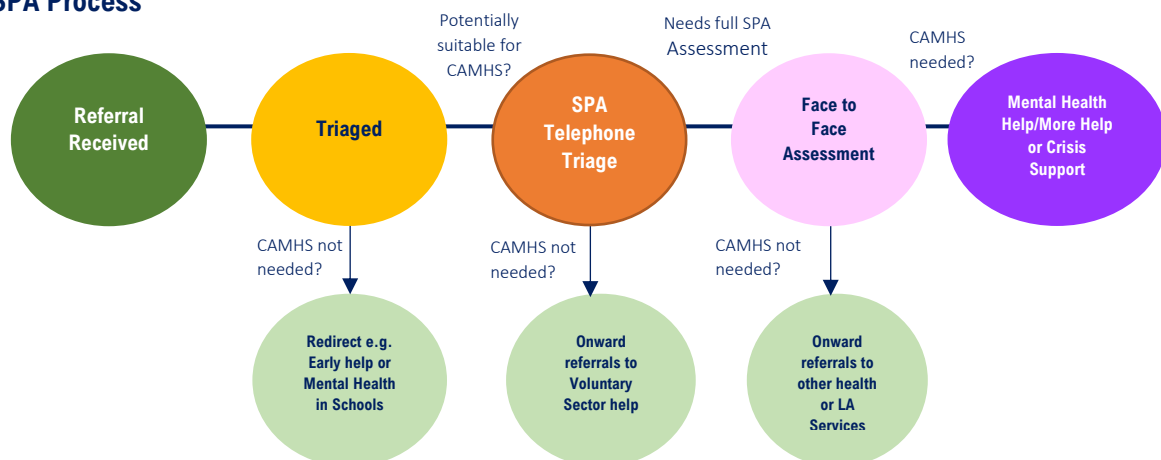 SPA Process
Potentially
suitable for
CAMHS?
Needs full SPA
Assessment
CAMHS
needed?
Referral
Received
Triaged
SPA
Telephone
Triage
Face to
Face
Assessment
Mental Health
Help/More Help
or Crisis
Support
CAMHS not
needed?
CAMHS not
needed?
CAMHS not
needed?
Redirect e.g.
Early help or
Mental Health
in Schools
Onward
referrals to
Voluntary
Sector help
Onward
referrals to
other health
or LA
Services